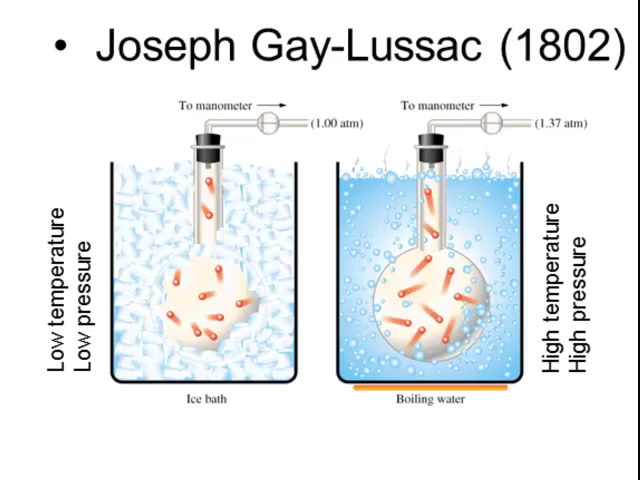 • Joseph Gay-Lussac (1802)
To manometer
(1.00 atm)
To manometer
(1.37 atm)
Low temperature
Low pressure
High temperature
High pressure
Ice bath
Boiling water